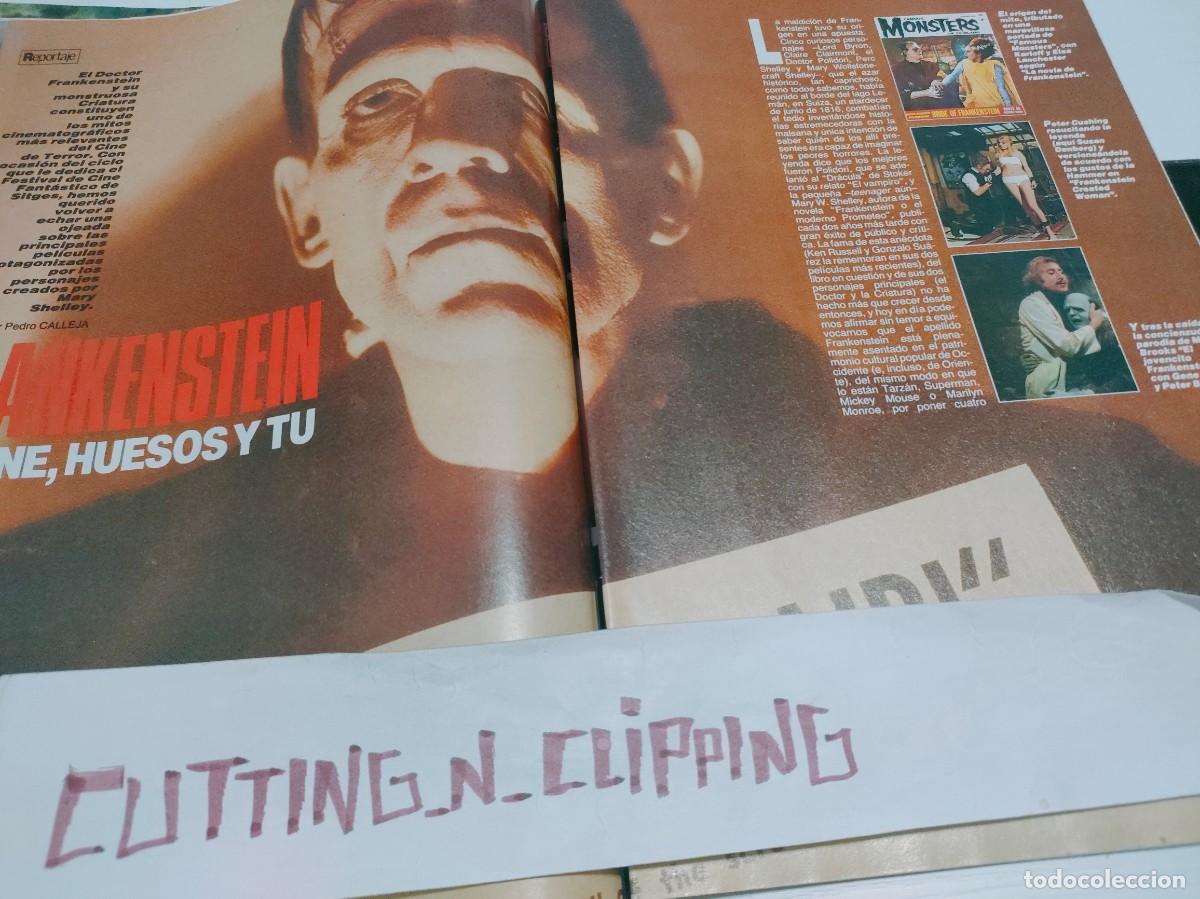 Reportaje
El Doctor
Frankenstein
y su
monstruosa
Criatura
constituyen
uno de
los mitos
cinematográficos
más relevantes
del Cine
de Terror. Con
ocasión del ciclo
que le dedica el
Festival de Cine
Fantástico de
Sitges, hemos
querido
volver a
echar una
ojeada
sobre las
principales
películas
otagonizadas
por los
personajes
creados por
Mary
Shelley.
Pedro CALLEJA
ANKENSTEIN
NE, HUESOS Y TU
La maldición de Fran-
kenstein tuvo su ori-
gen en una apuesta.
Cinco curiosos perso-
najes —Lord Byron,
Claire Clairmont, el
Doctor Polidori, Perc
Shelley y Mary Wollstone-
craft Shelley—, que el azar
histórico, tan caprichoso,
como todos sabemos, había
reunido al borde del lago Le-
mán, en Suiza, un atardecer
de junio de 1816, combatían
el tedio inventándose histo-
rias estremecedoras con la
malsana y única intención de
saber quién de los allí pre-
sentes era capaz de imaginar
los peores horrores. La le-
yenda dice que los mejores
fueron Polidori, que se ade-
lantó al "Drácula" de Stoker
con su relato "El vampiro", y
la pequeña —teenager aún—
Mary W. Shelley, autora de la
novela "Frankenstein o el
moderno Prometeo", publi-
cada dos años más tarde con
gran éxito de público y críti-
ca. La fama de esta anécdota
(Ken Russell y Gonzalo Suá-
rez la rememoran en sus dos
películas más recientes), del
libro en cuestión y de sus dos
personajes principales (el
Doctor y la Criatura) no ha
hecho más que crecer desde
entonces, y hoy en día pode-
mos afirmar sin temor a equi-
vocarnos que el apellido
Frankenstein está plena-
mente asentado en el patri-
monio cultural popular de Oc-
cidente (e, incluso, de Orien-
te), del mismo modo en que
lo están Tarzán, Superman,
Mickey Mouse o Marilyn
Monroe, por poner cuatro
MONSTERS
BRIDE OF FRANKENSTEIN
El origen del
mito, tributado
en una
maravillosa
portada de
"Famous
Monsters", con
Karloff y Elsa
Lanchester
según
"La novia de
Frankenstein".
Peter Cushing
resucitando la
leyenda
(aquí Susan
Denberg) y
versionándola
de acuerdo con
los gustos de la
Hammer en
"Frankenstein
Created
Woman".
Y tras la caíd
la concienzu
parodia de
Brooks "El
jovencito
Frankens
con Gene
y Peter
CUTTING_N_CLIPPING
the
todocoleccion